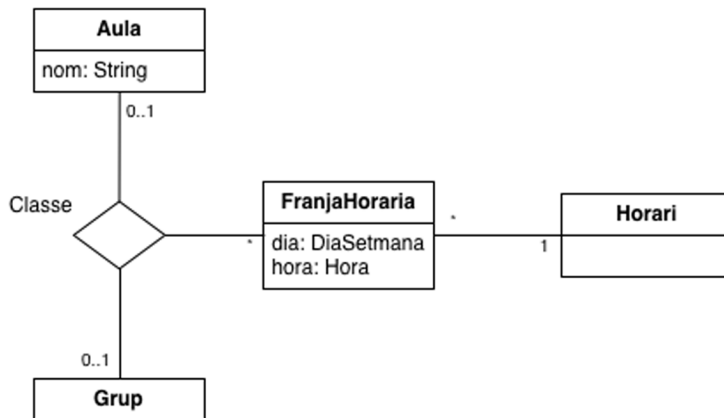 Aula
nom: String
0..1
Classe
*
FranjaHoraria
dia: DiaSetmana
hora: Hora
*
1
Horari
0..1
Grup